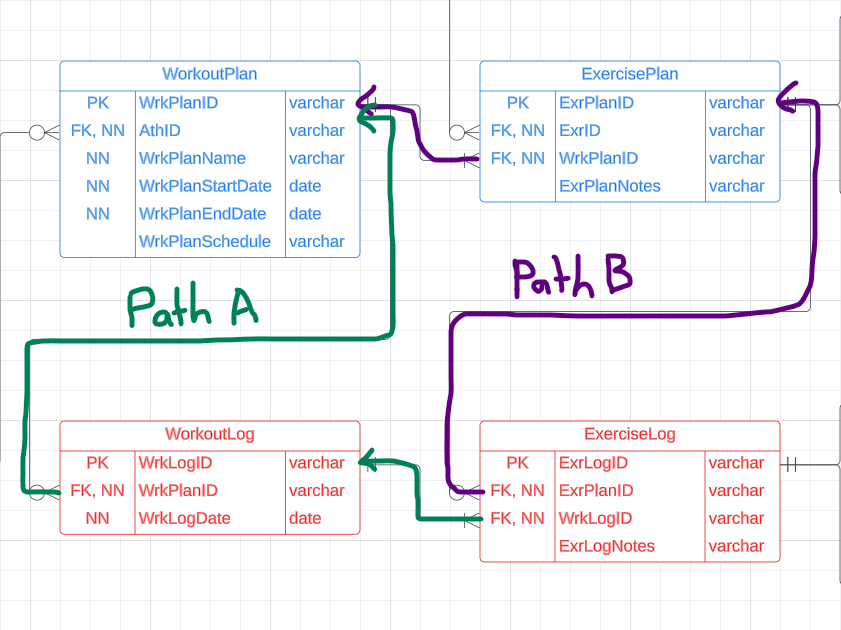 WorkoutPlan
PK WrkPlanID varchar
FK, NN AthID varchar
NN WrkPlanName varchar
NN WrkPlanStartDate date
NN WrkPlanEndDate date
WrkPlanSchedule varchar
ExercisePlan
PK ExrPlanID varchar
FK, NN ExrID varchar
FK, NN WrkPlanID varchar
ExrPlanNotes varchar
Path A
Path B
WorkoutLog
PK WrkLogID varchar
FK, NN WrkPlanID varchar
NN WrkLogDate date
ExerciseLog
PK ExrLogID varchar
FK, NN ExrPlanID varchar
FK, NN WrkLogID varchar
ExrLogNotes varchar